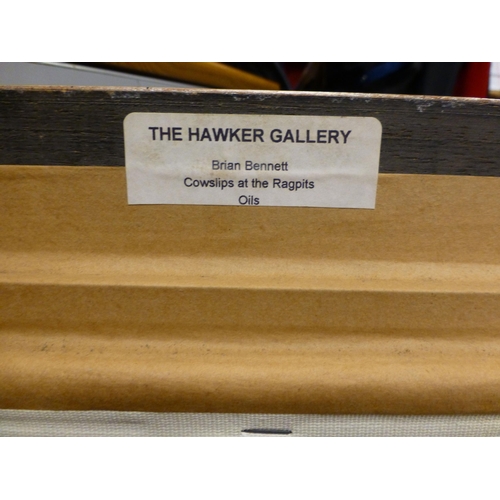 THE HAWKER GALLERY
Brian Bennett
Cowslips at the Ragpits
Oils